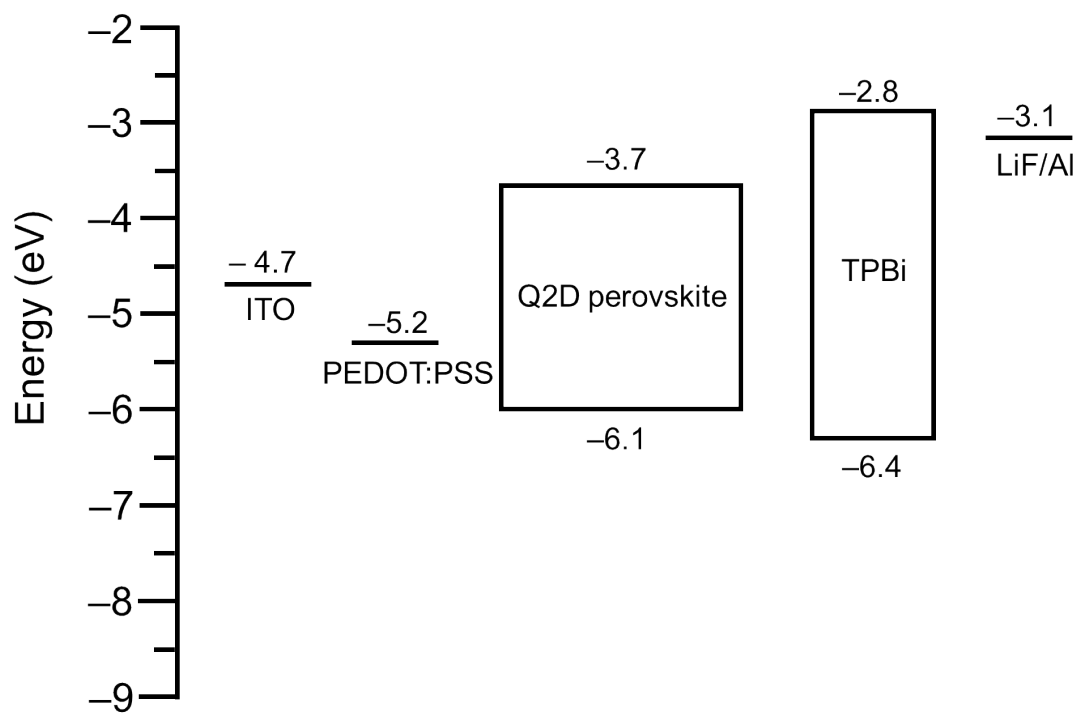 Energy (eV)
–2
–3
–4
–5
–6
–7
–8
–9
– 4.7
ITO
–5.2
PEDOT:PSS
–3.7
Q2D perovskite
–6.1
–2.8
TPBi
–6.4
–3.1
LiF/Al